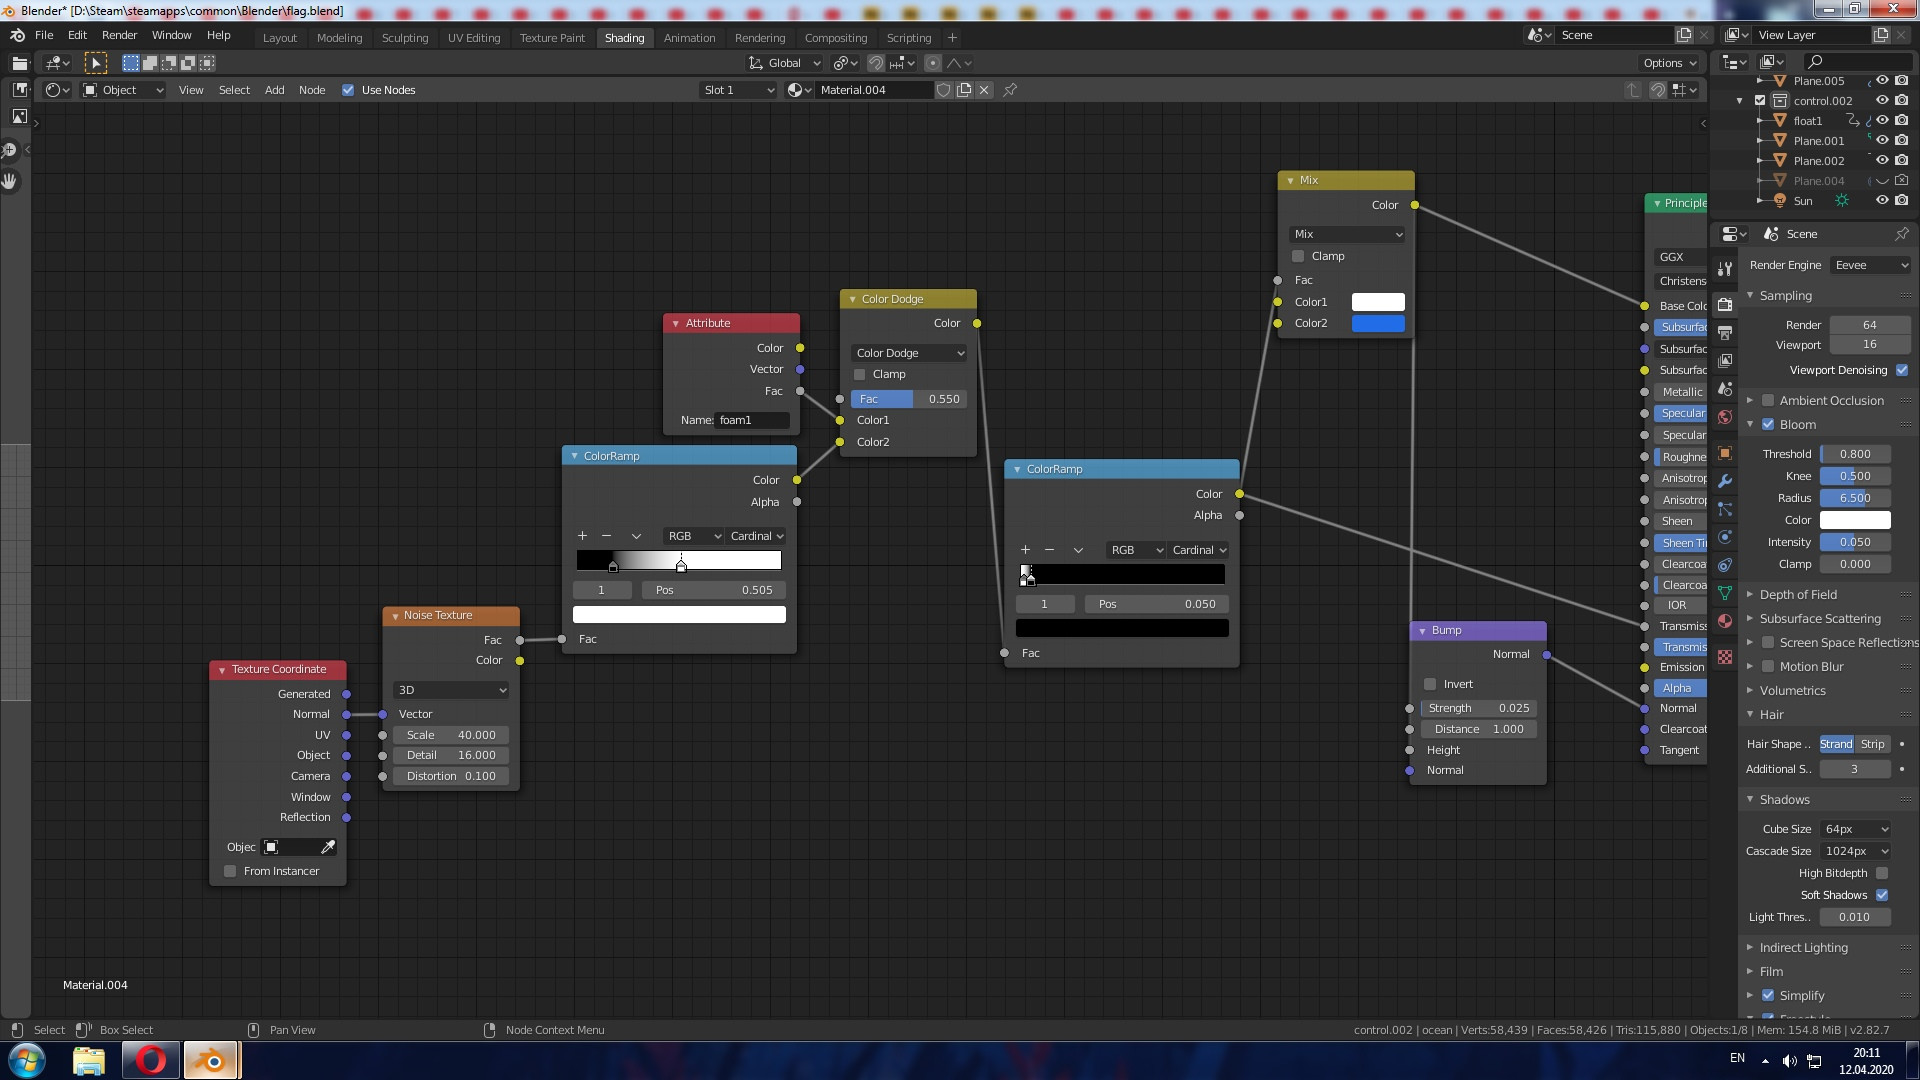 Blender* [D:\Steam\steamapps\common\Blender\flag.blend]
File Edit Render Window Help
Layout Modeling Sculpting UV Editing Texture Paint Shading Animation Rendering Compositing Scripting +
Scene
View Layer
Global
Options
Object View Select Add Node Use Nodes
Slot 1
Material.004
Plane.005
control.002
float1
Plane.001
Plane.002
Plane.004
Sun
Mix
Color
Mix
Clamp
Fac
Color1
Color2
Color Dodge
Color
Color Dodge
Clamp
Fac 0.550
Color1
Color2
Attribute
Color
Vector
Fac
Name: foam1
ColorRamp
Color
Alpha
+ − RGB Cardinal
1 Pos 0.505
Fac
ColorRamp
Color
Alpha
+ − RGB Cardinal
1 Pos 0.050
Fac
Noise Texture
Fac
Color
3D
Vector
Scale 40.000
Detail 16.000
Distortion 0.100
Texture Coordinate
Generated
Normal
UV
Object
Camera
Window
Reflection
Objec
From Instancer
Bump
Normal
Invert
Strength 0.025
Distance 1.000
Height
Normal
Principle
GGX
Christens
Base Colo
Subsurfac
Subsurfac
Subsurfac
Metallic
Specular
Specular
Roughne
Anisotrop
Anisotrop
Sheen
Sheen Tin
Clearcoat
Clearcoat
IOR
Transmiss
Transmis
Emission
Alpha
Normal
Clearcoat
Tangent
Scene
Render Engine Eevee
Sampling
Render 64
Viewport 16
Viewport Denoising
Ambient Occlusion
Bloom
Threshold 0.800
Knee 0.500
Radius 6.500
Color
Intensity 0.050
Clamp 0.000
Depth of Field
Subsurface Scattering
Screen Space Reflections
Motion Blur
Volumetrics
Hair
Hair Shape .. Strand Strip
Additional S.. 3
Shadows
Cube Size 64px
Cascade Size 1024px
High Bitdepth
Soft Shadows
Light Thres.. 0.010
Indirect Lighting
Film
Simplify
Material.004
Select Box Select Pan View Node Context Menu
control.002 | ocean | Verts:58,439 | Faces:58,426 | Tris:115,880 | Objects:1/8 | Mem: 154.8 MiB | v2.82.7
EN
20:11
12.04.2020